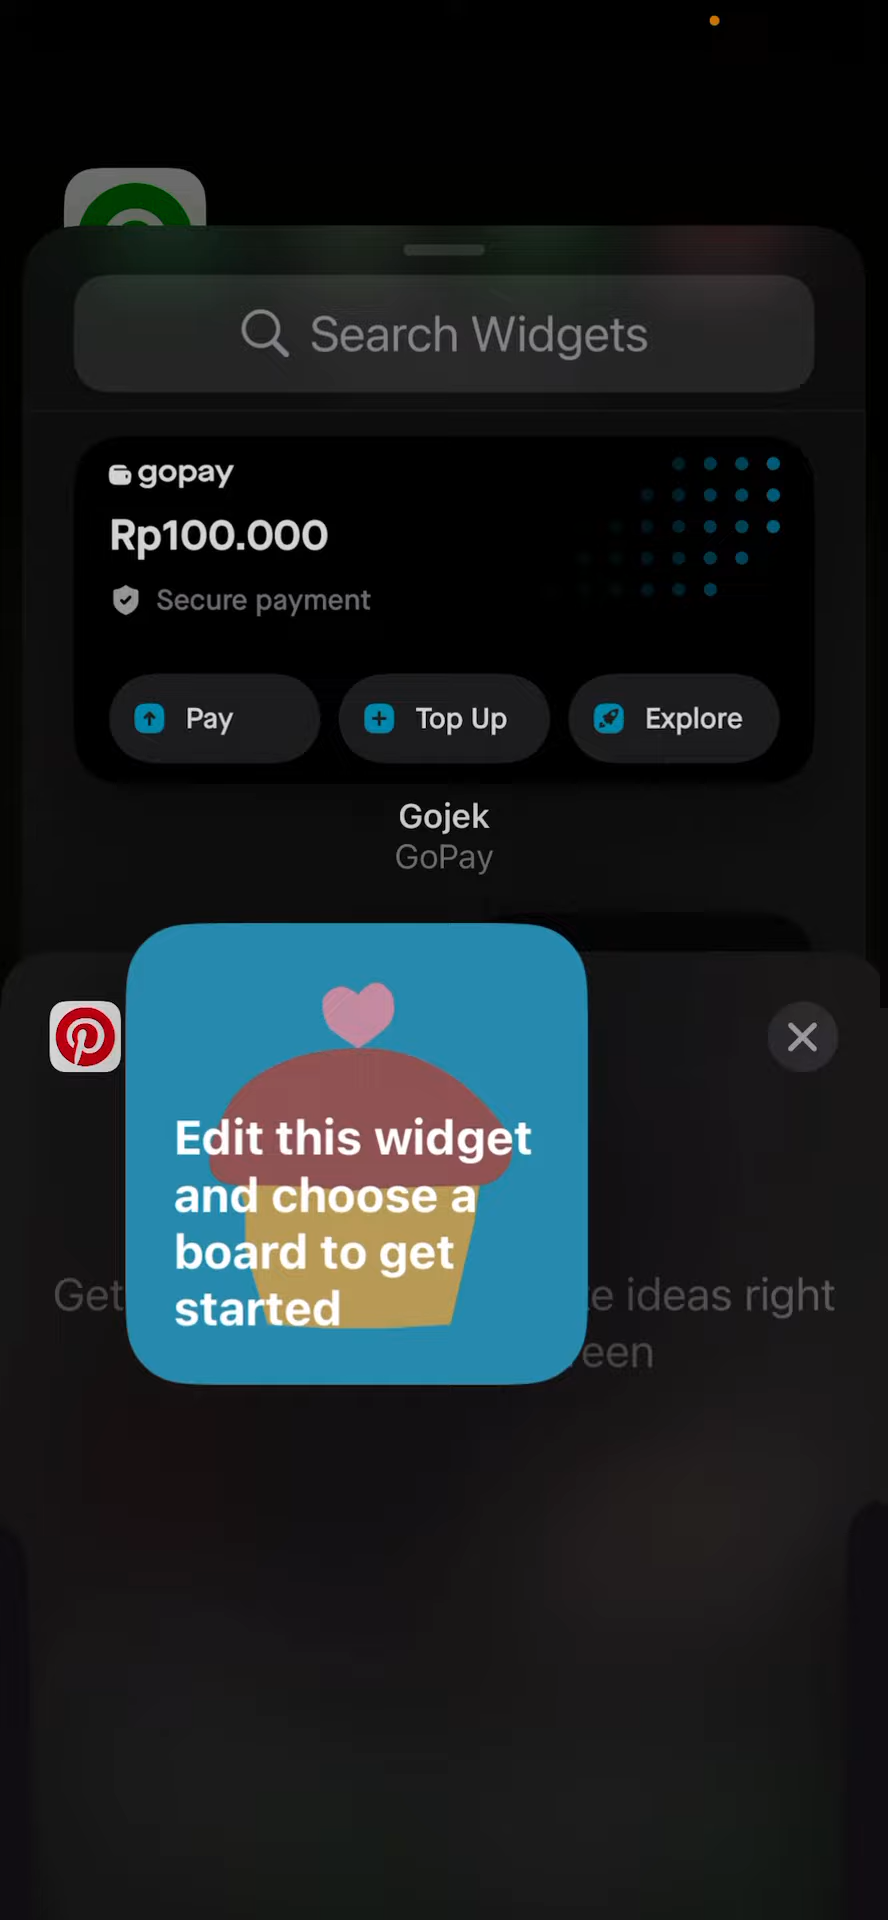 Search Widgets
gopay
Rp100.000
Secure payment
Pay
Top Up
Explore
Gojek
GoPay
Edit this widget
and choose a
board to get
started
Get
ideas right